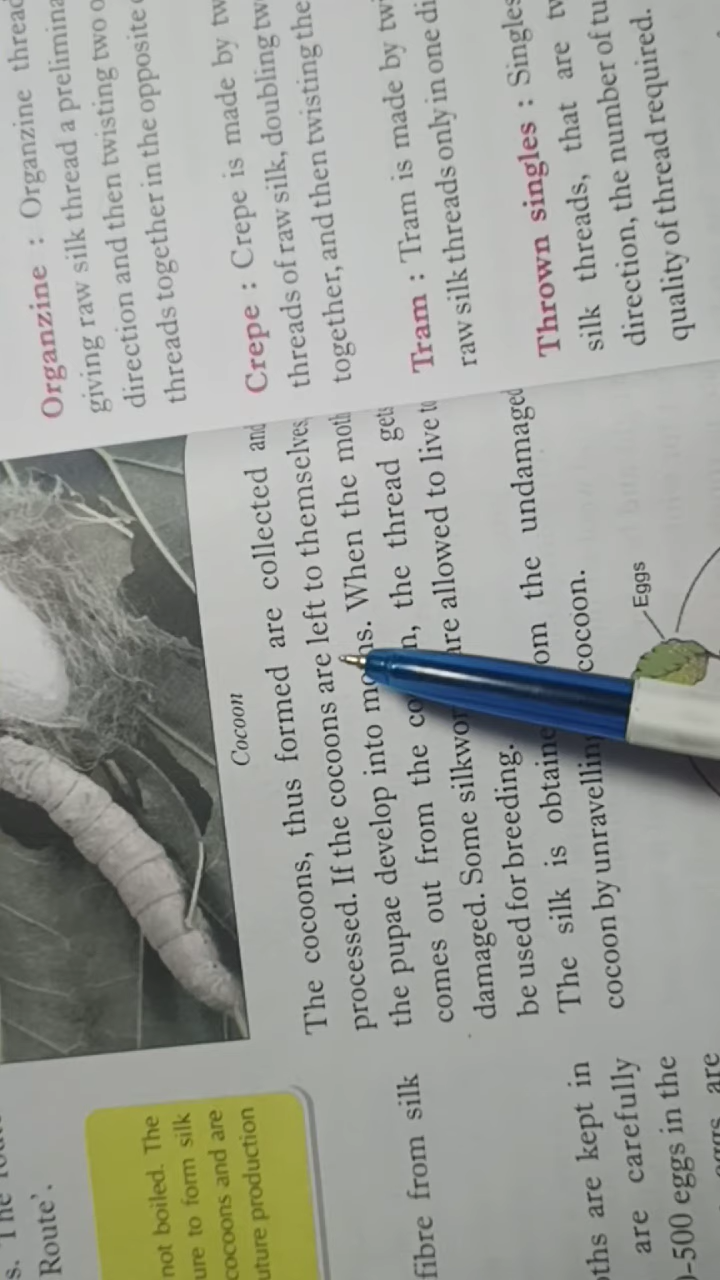 s. The
Route'.
not boiled. The
ure to form silk
cocoons and are
uture production
fibre from silk
ths are kept in
are carefully
-500 eggs in the
are
Cocoon
The cocoons, thus formed are collected and
processed. If the cocoons are left to themselves,
the pupae develop into . When the moth
comes out from the , the thread gets
damaged. Some are allowed to live to
be used for breeding.
The silk is the undamaged
cocoon by cocoon.
Eggs
Organzine : Organzine thread
giving raw silk thread a prelimina
direction and then twisting two o
threads together in the opposite
Crepe : Crepe is made by tw
threads of raw silk, doubling tw
together, and then twisting the
Tram : Tram is made by twi
raw silk threads only in one di
Thrown singles : Singles
silk threads, that are tw
direction, the number of tu
quality of thread required.